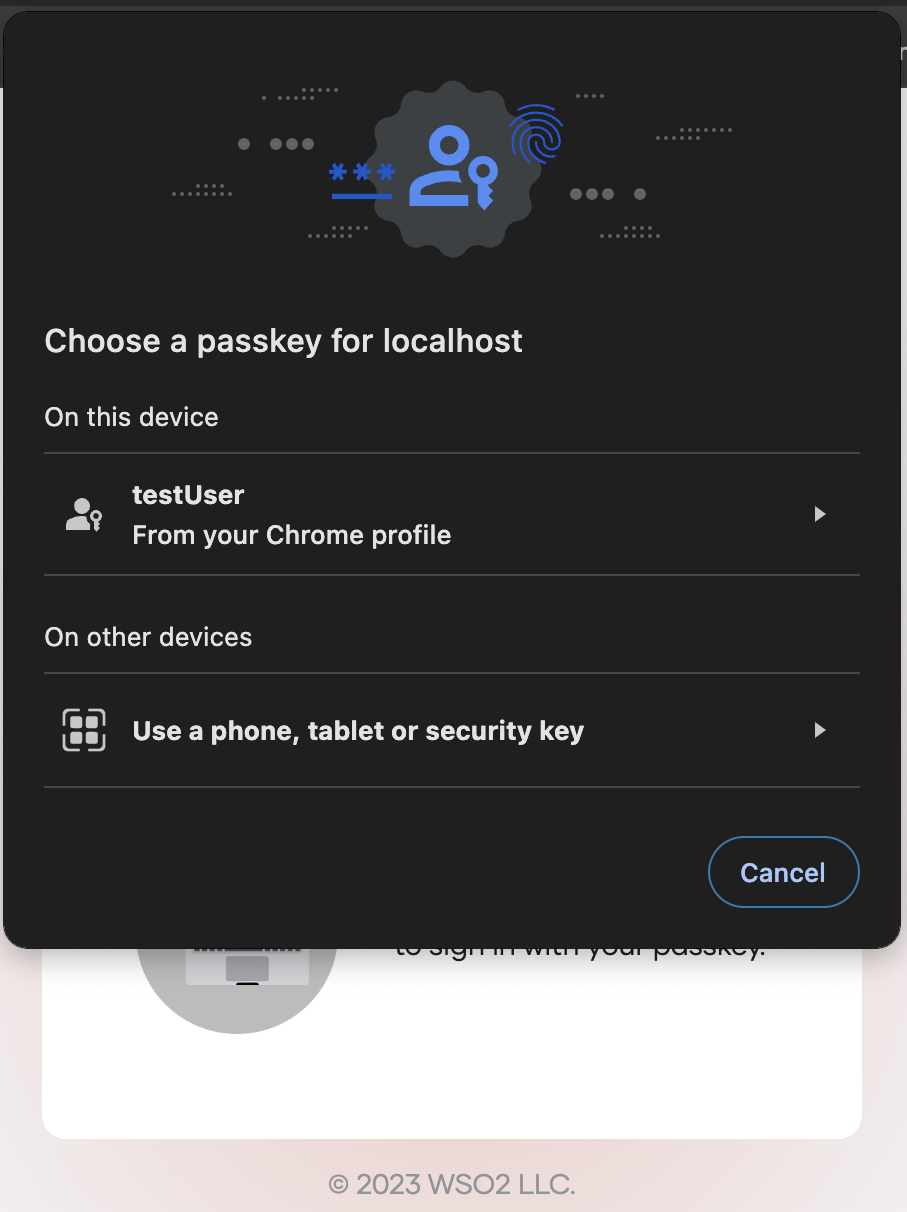 ***
Choose a passkey for localhost
On this device
testUser
From your Chrome profile
On other devices
Use a phone, tablet or security key
Cancel
to sign in with your passkey.
© 2023 WSO2 LLC.